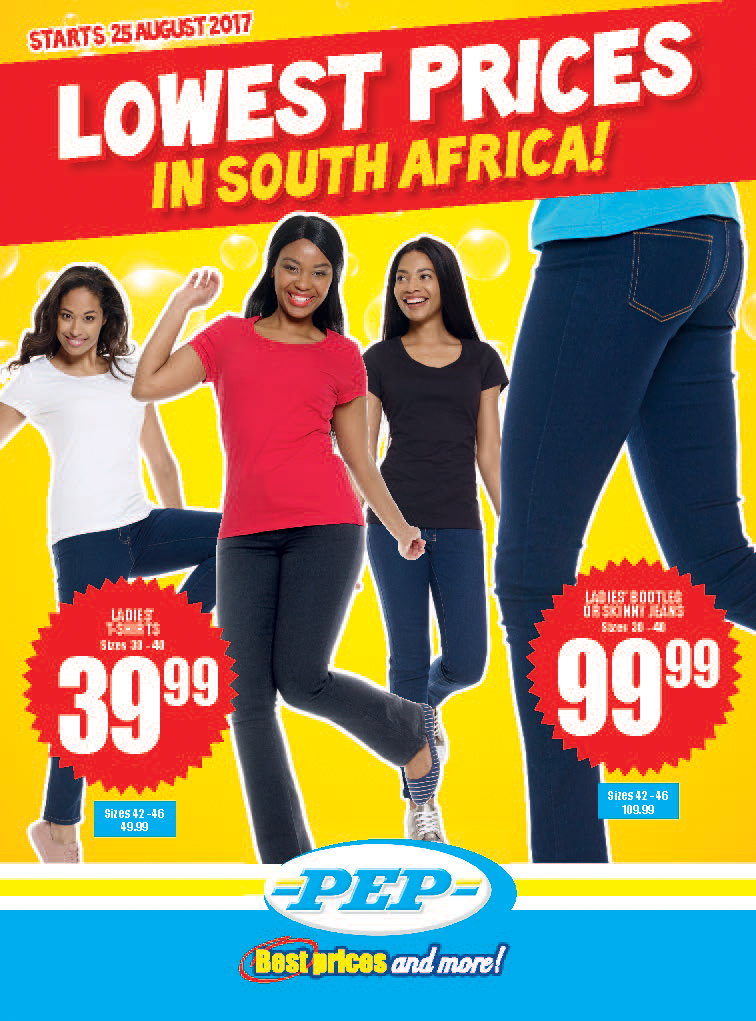 STARTS 25 AUGUST 2017
LOWEST PRICES
IN SOUTH AFRICA!
LADIES'
T-SHIRTS
Sizes 30 - 40
39 99
Sizes 42 - 46
49.99
LADIES' BOOTLEG
OR SKINNY JEANS
Sizes 30 - 40
99 99
Sizes 42 - 46
109.99
PEP
Best prices and more!